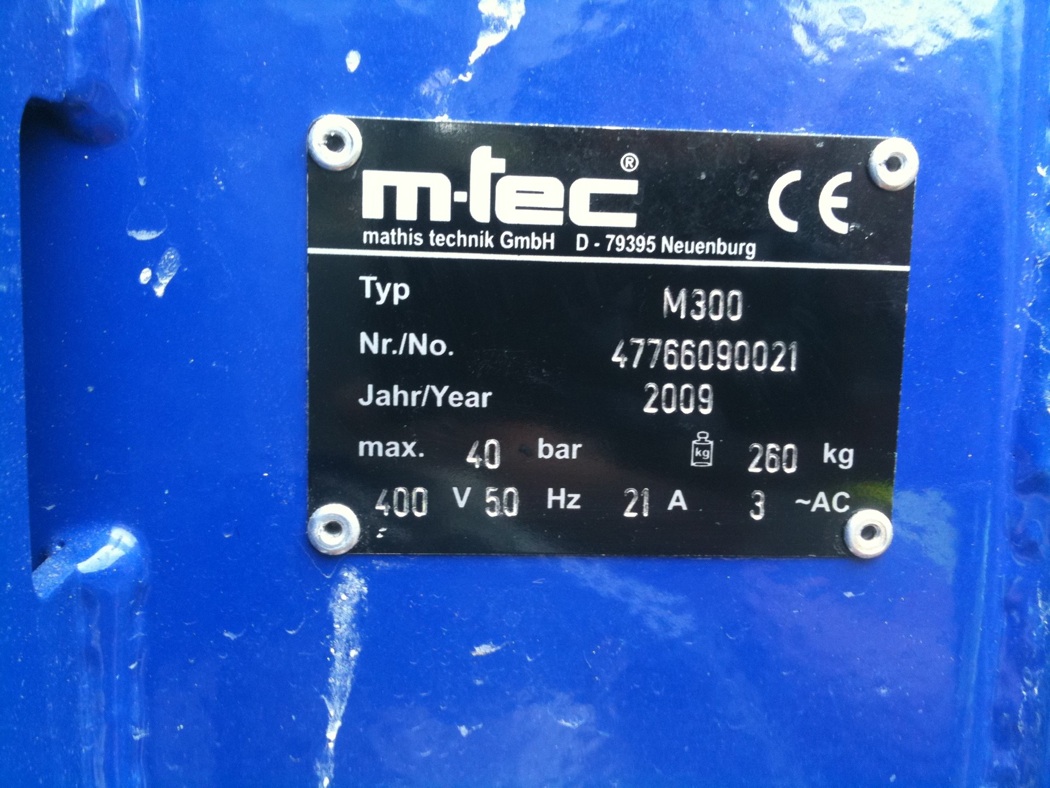 m-tec®
CE
mathis technik GmbH D - 79395 Neuenburg
Typ M300
Nr./No. 47766090021
Jahr/Year 2009
max. 40 bar kg 260 kg
400 V 50 Hz 21 A 3 ~AC